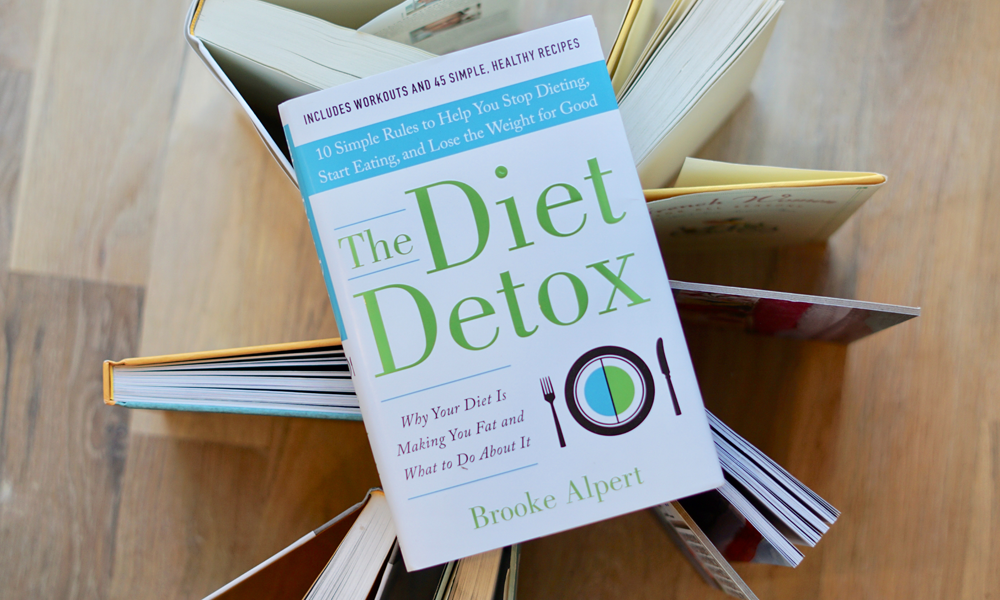 INCLUDES WORKOUTS AND 45 SIMPLE, HEALTHY RECIPES
10 Simple Rules to Help You Stop Dieting,
Start Eating, and Lose the Weight for Good
The Diet
Detox
Why Your Diet Is
Making You Fat and
What to Do About It
Brooke Alpert